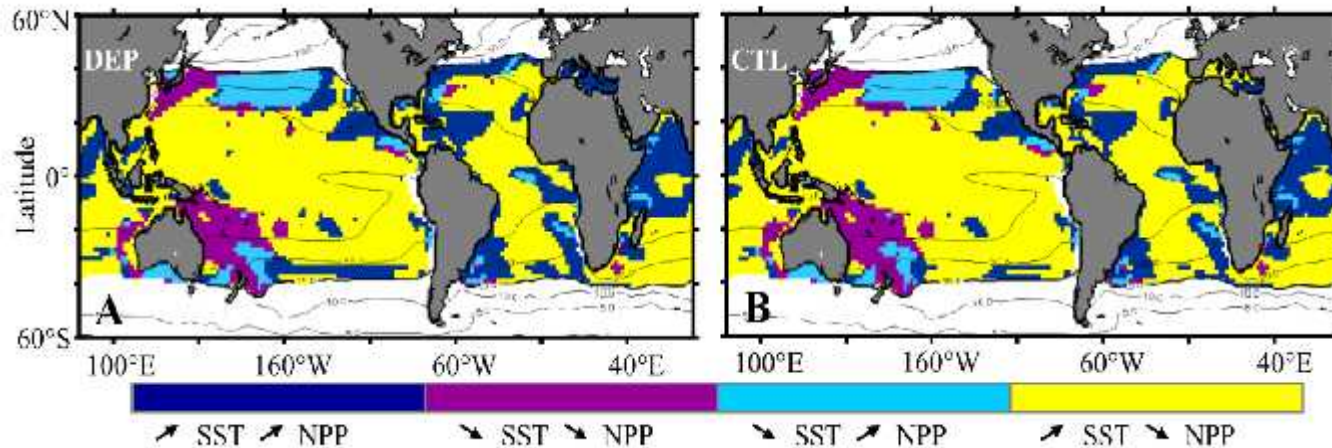 60°N
DEP
CTL
Latitude
0°
A
B
60°S
100°E 160°W 60°W 40°E 100°E 160°W 60°W 40°E
↗ SST ↗ NPP ↘ SST ↘ NPP ↘ SST ↗ NPP ↗ SST ↘ NPP